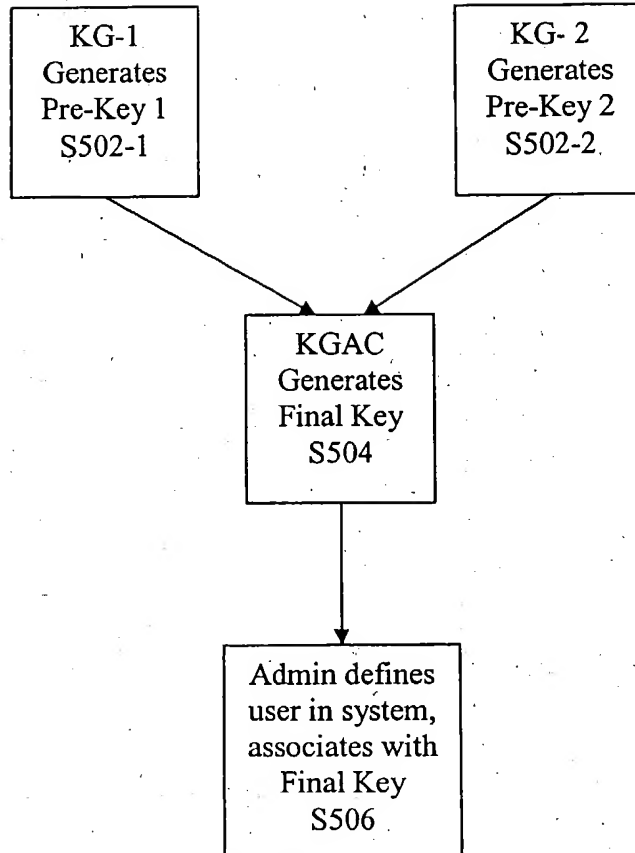 KG-1
Generates
Pre-Key 1
S502-1
KG- 2
Generates
Pre-Key 2
S502-2
KGAC
Generates
Final Key
S504
Admin defines
user in system,
associates with
Final Key
S506